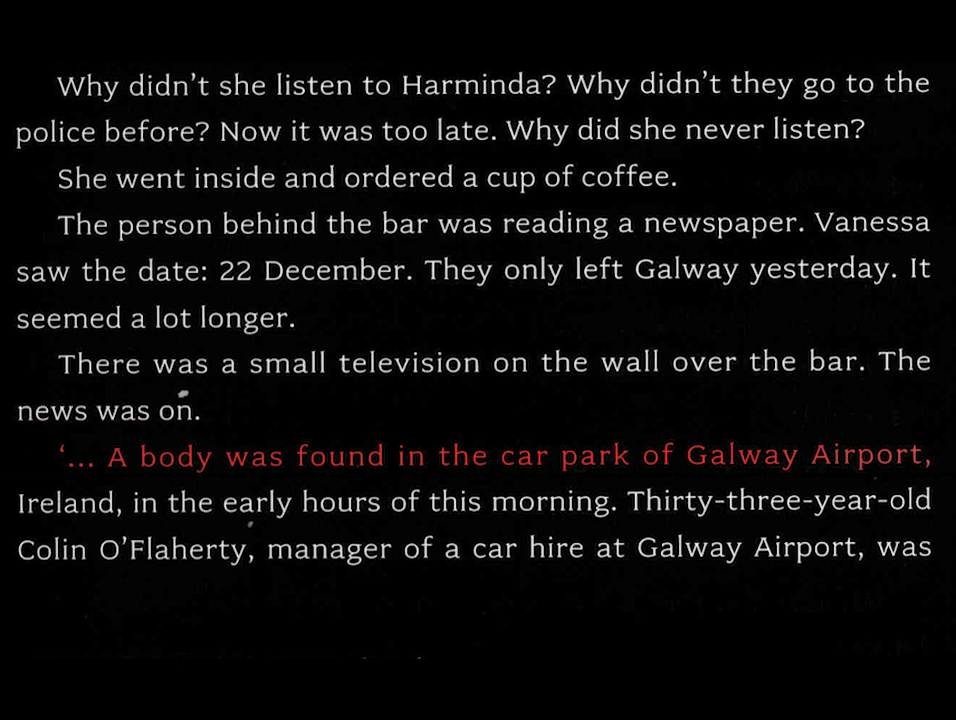 Why didn’t she listen to Harminda? Why didn’t they go to the
police before? Now it was too late. Why did she never listen?
She went inside and ordered a cup of coffee.
The person behind the bar was reading a newspaper. Vanessa
saw the date: 22 December. They only left Galway yesterday. It
seemed a lot longer.
There was a small television on the wall over the bar. The
news was on.
‘... A body was found in the car park of Galway Airport,
Ireland, in the early hours of this morning. Thirty-three-year-old
Colin O’Flaherty, manager of a car hire at Galway Airport, was